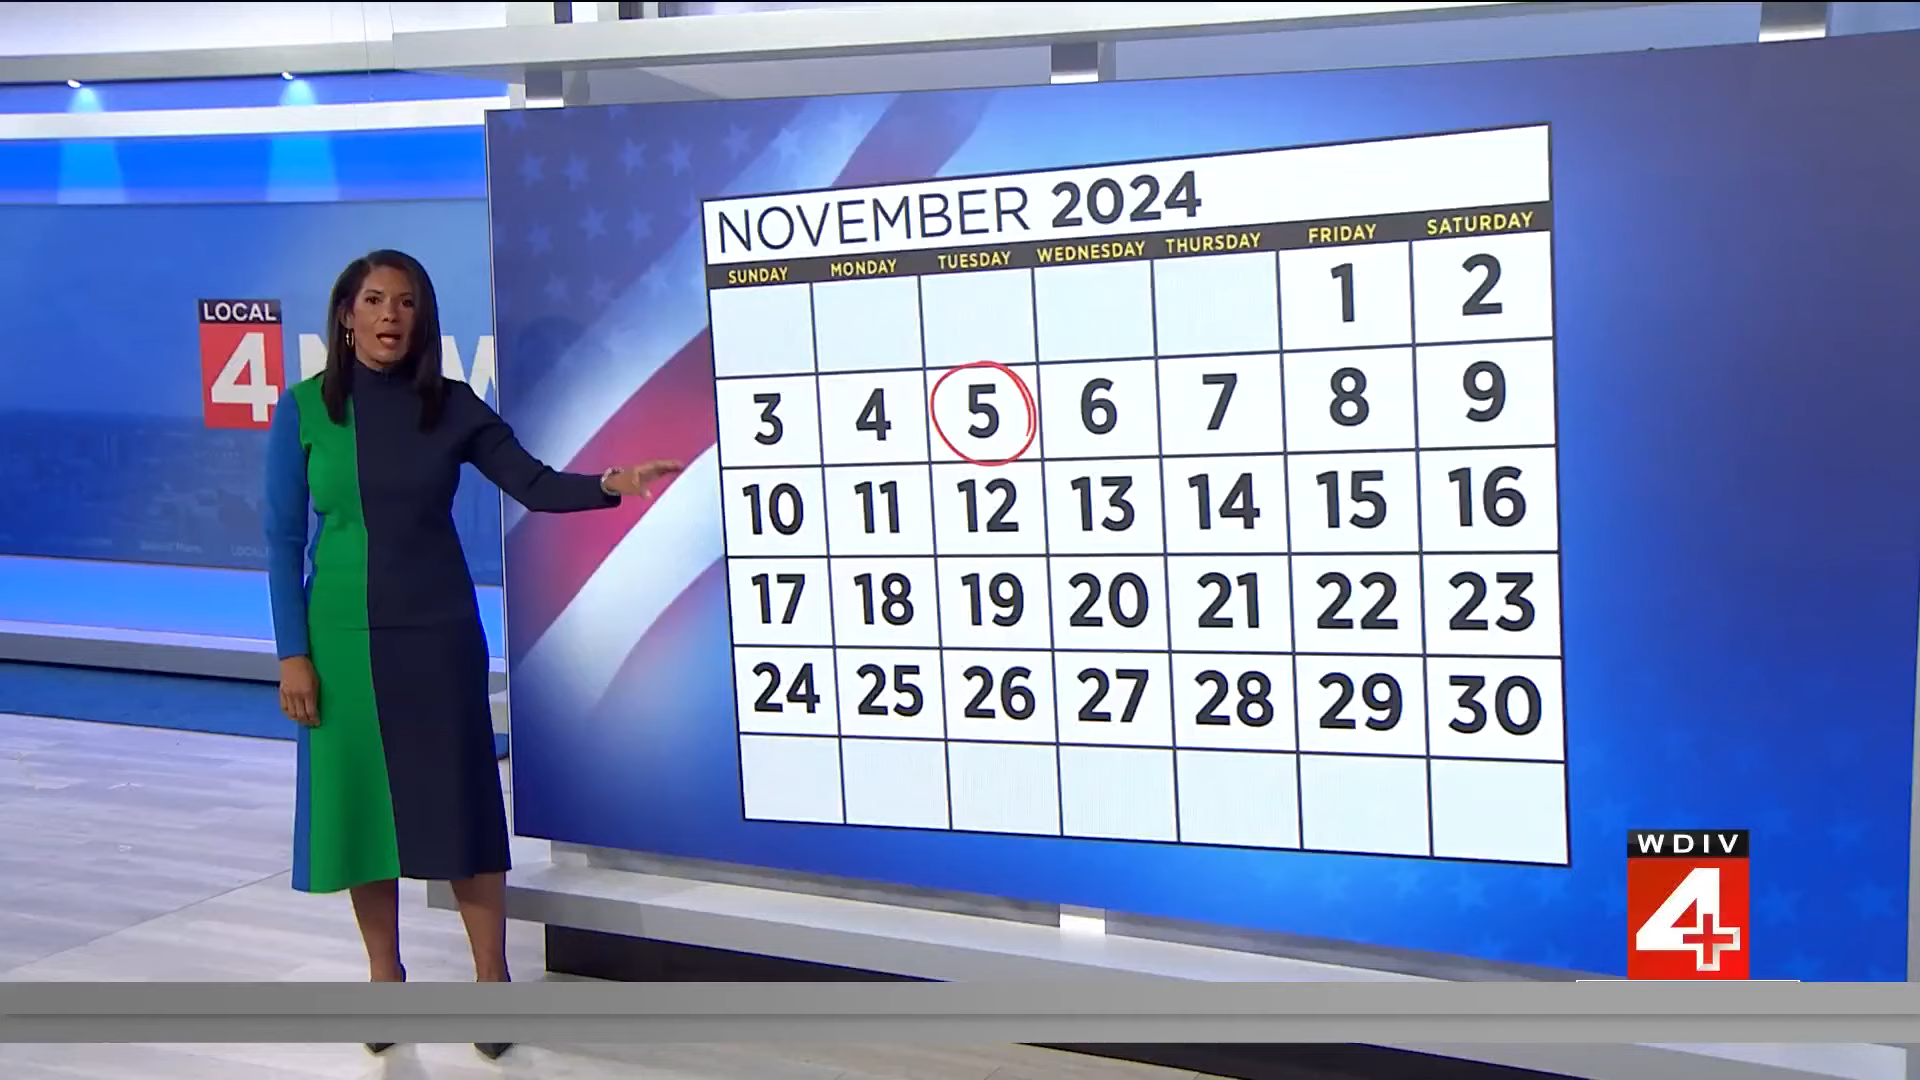 NOVEMBER 2024
SUNDAY MONDAY TUESDAY WEDNESDAY THURSDAY FRIDAY SATURDAY
1 2
3 4 5 6 7 8 9
10 11 12 13 14 15 16
17 18 19 20 21 22 23
24 25 26 27 28 29 30
LOCAL
4
WDIV
4+